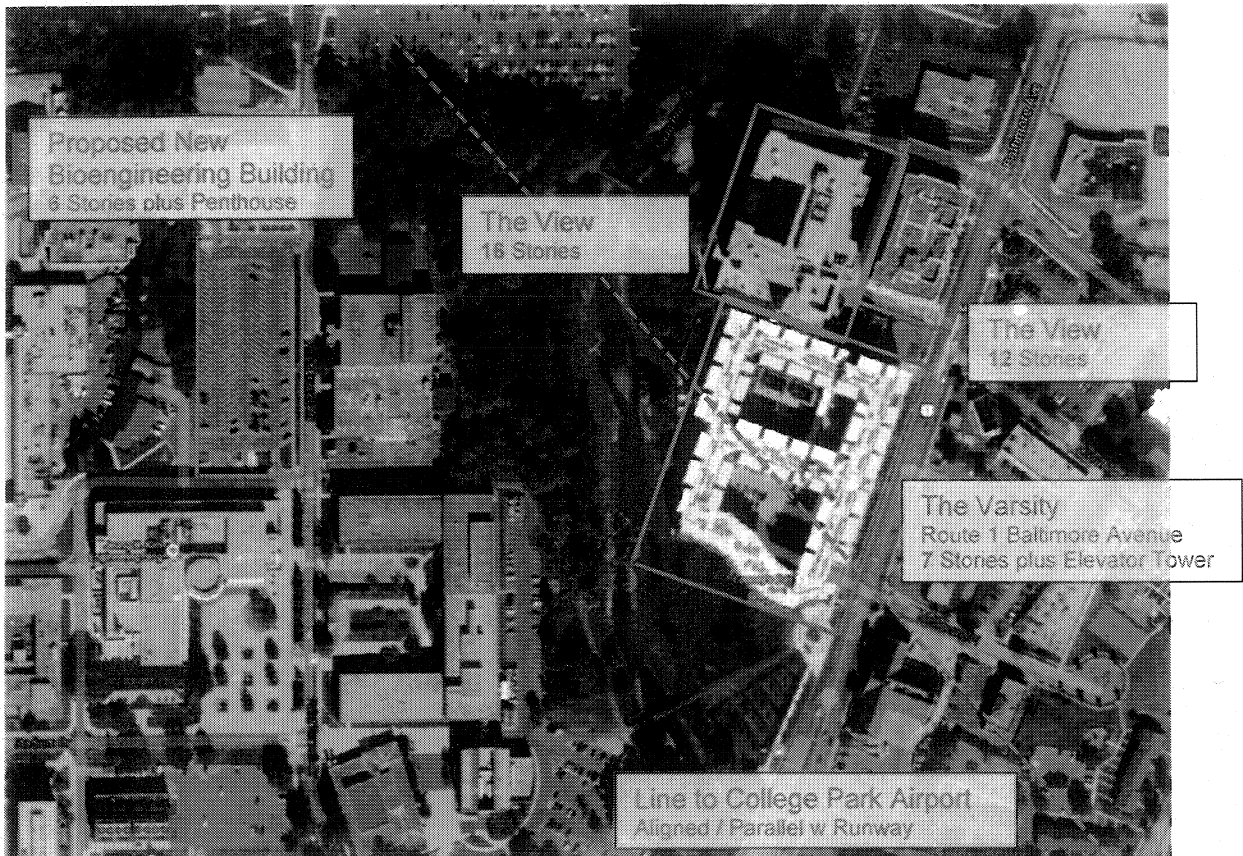 Proposed New
Bioengineering Building
6 Stories plus Penthouse
The View
16 Stories
The View
12 Stories
The Varsity
Route 1 Baltimore Avenue
7 Stories plus Elevator Tower
Line to College Park Airport
Aligned / Parallel w Runway